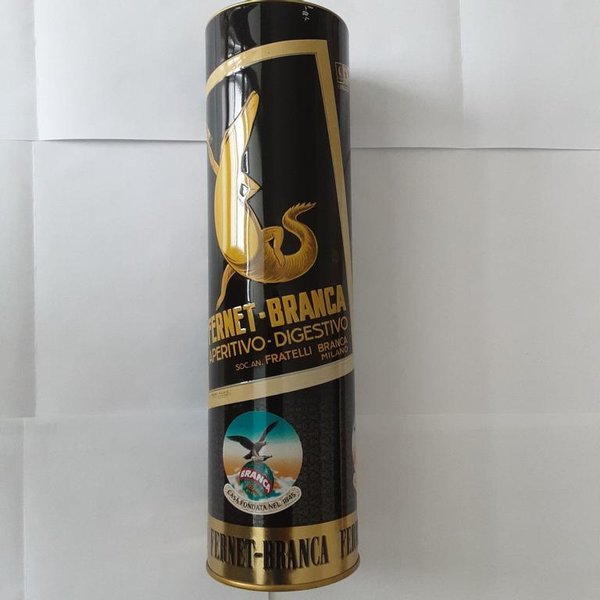 FERNET-BRANCA
APERITIVO-DIGESTIVO
SOC.AN. FRATELLI BRANCA
MILANO
BRANCA
CASA FONDATA NEL 1845
FERNET-BRANCA